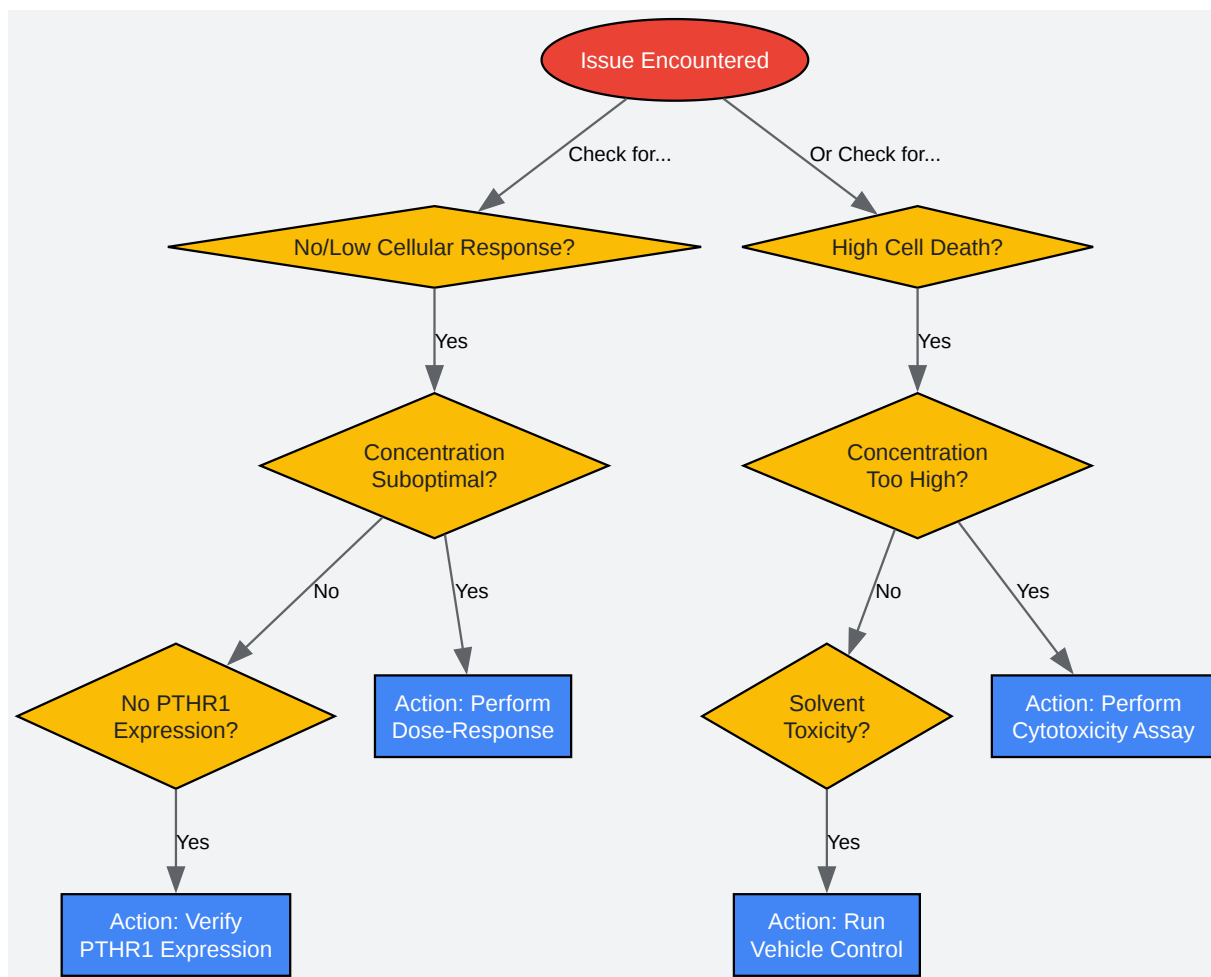 Issue Encountered
Check for...
Or Check for...
No/Low Cellular Response?
High Cell Death?
Yes
Yes
Concentration
Suboptimal?
Concentration
Too High?
No
Yes
No
Yes
No PTHR1
Expression?
Action: Perform
Dose-Response
Solvent
Toxicity?
Action: Perform
Cytotoxicity Assay
Yes
Yes
Action: Verify
PTHR1 Expression
Action: Run
Vehicle Control